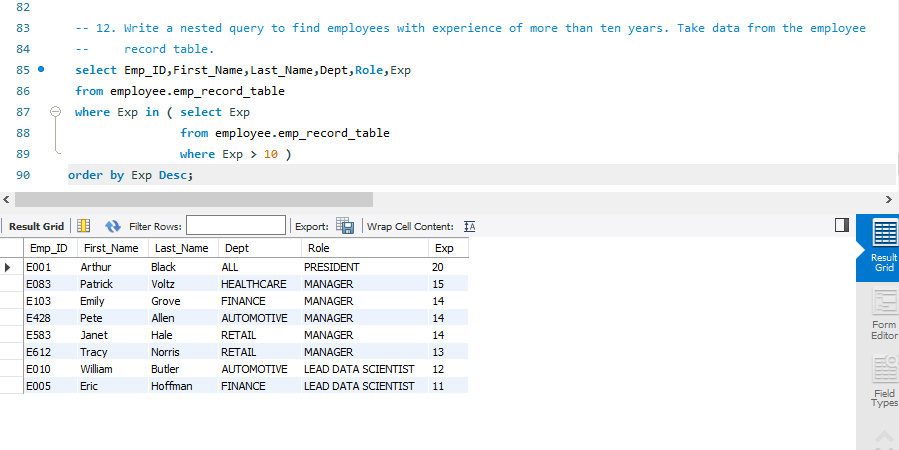 82
83 -- 12. Write a nested query to find employees with experience of more than ten years. Take data from the employee
84 -- record table.
85 select Emp_ID,First_Name,Last_Name,Dept,Role,Exp
86 from employee.emp_record_table
87 where Exp in ( select Exp
88 from employee.emp_record_table
89 where Exp > 10 )
90 order by Exp Desc;
Result Grid Filter Rows: Export: Wrap Cell Content:
Emp_ID First_Name Last_Name Dept Role Exp
E001 Arthur Black ALL PRESIDENT 20
E083 Patrick Voltz HEALTHCARE MANAGER 15
E103 Emily Grove FINANCE MANAGER 14
E428 Pete Allen AUTOMOTIVE MANAGER 14
E583 Janet Hale RETAIL MANAGER 14
E612 Tracy Norris RETAIL MANAGER 13
E010 William Butler AUTOMOTIVE LEAD DATA SCIENTIST 12
E005 Eric Hoffman FINANCE LEAD DATA SCIENTIST 11
Result
Grid
Form
Editor
Field
Types